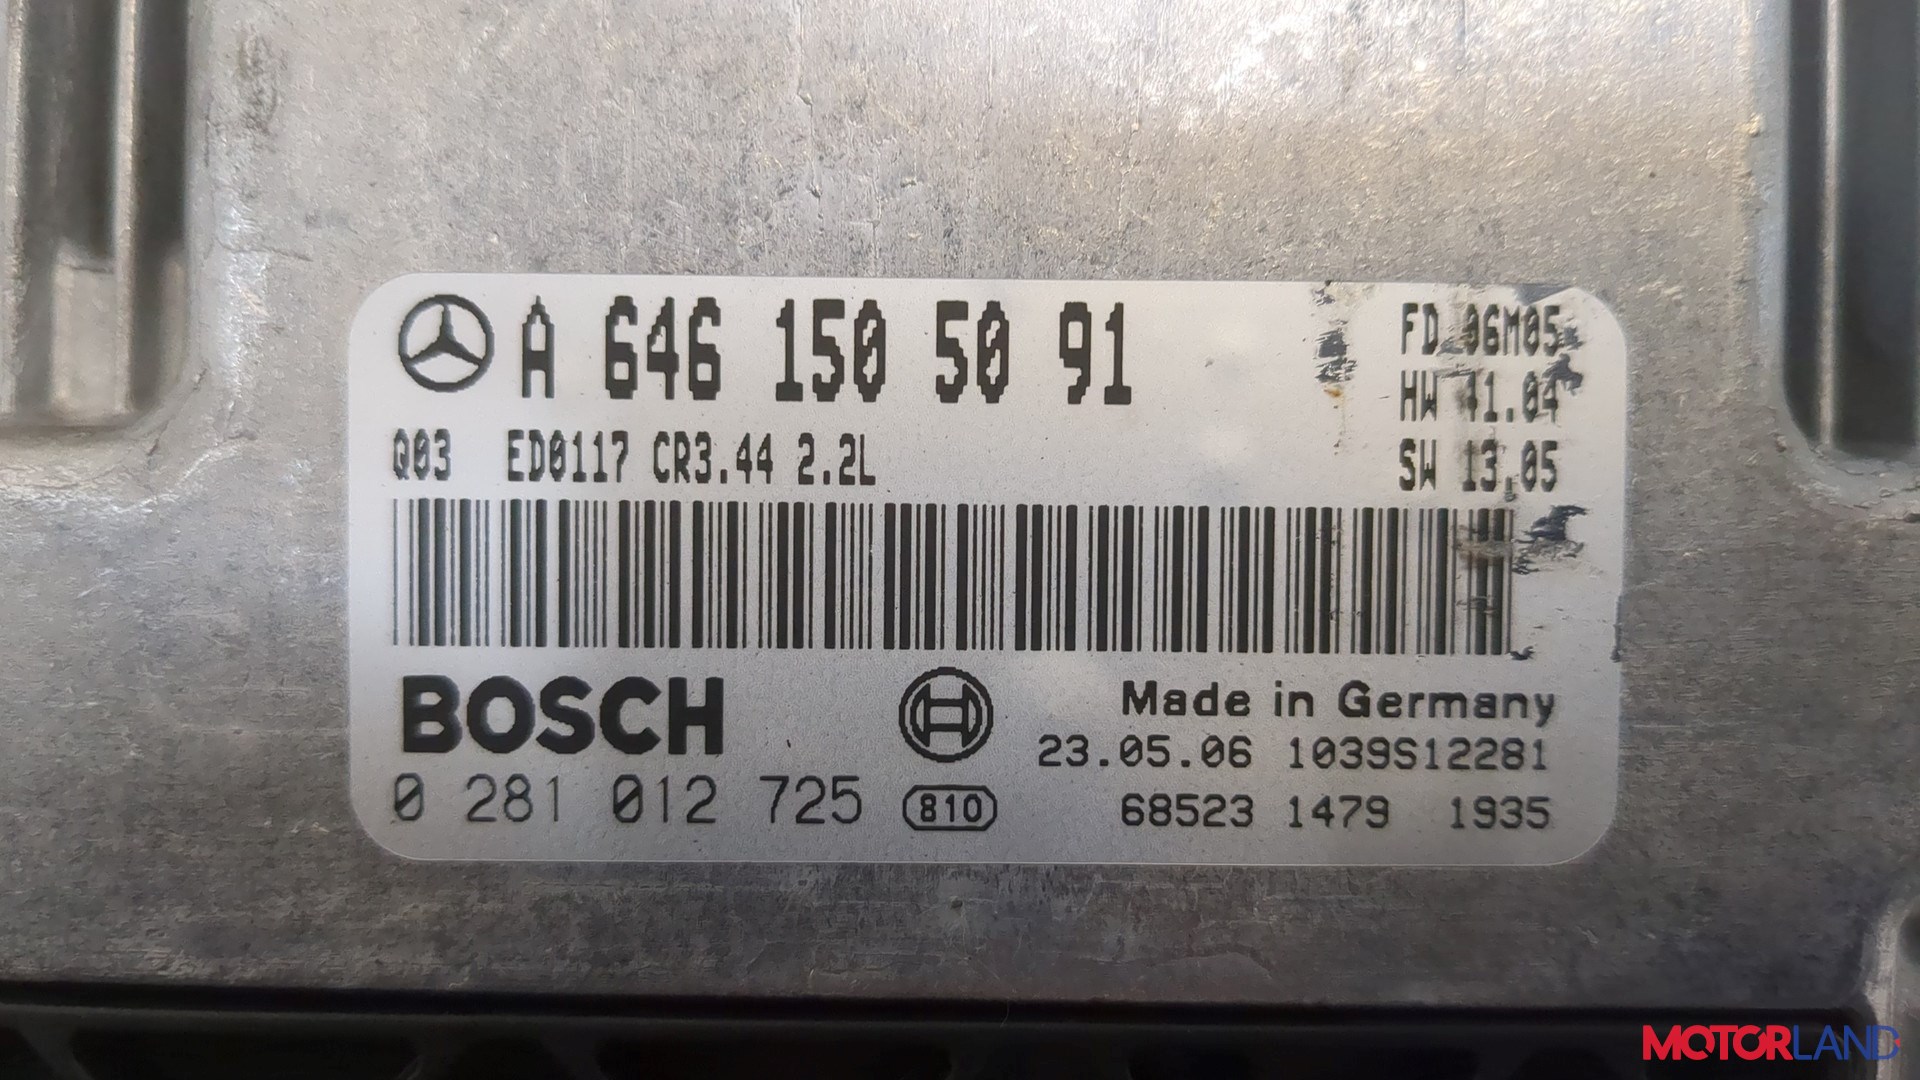 A 646 150 50 91
FD 06M05
HW 41.04
Q03 ED0117 CR3.44 2.2L
SW 13.05
BOSCH
Made in Germany
23.05.06 1039S12281
0 281 012 725
810
68523 1479 1935
MOTORLAND